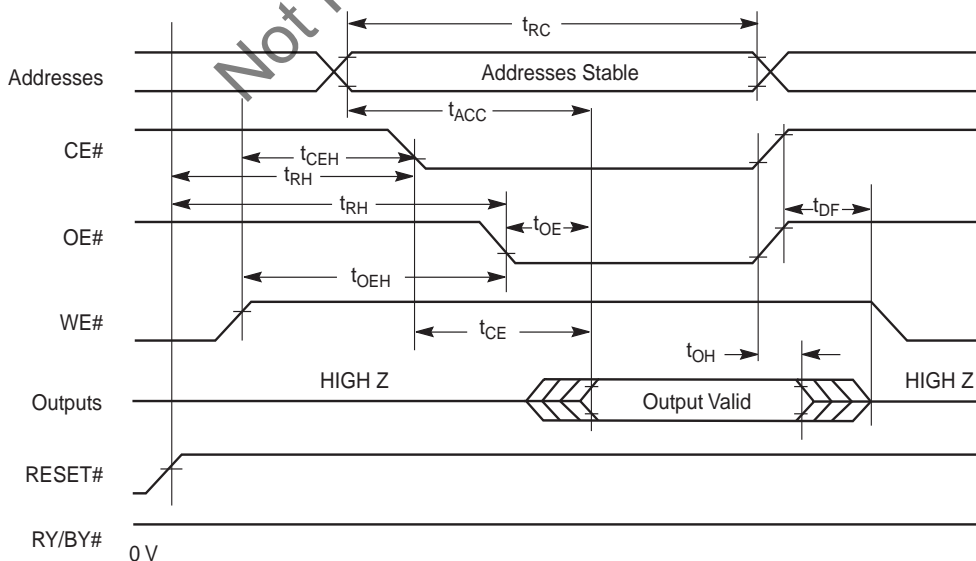 Not
tRC
Addresses
Addresses Stable
tACC
CE#
tCEH
tRH
tRH
tDF
OE#
tOE
tOEH
WE#
tCE
tOH
HIGH Z
HIGH Z
Outputs
Output Valid
RESET#
RY/BY#
0 V